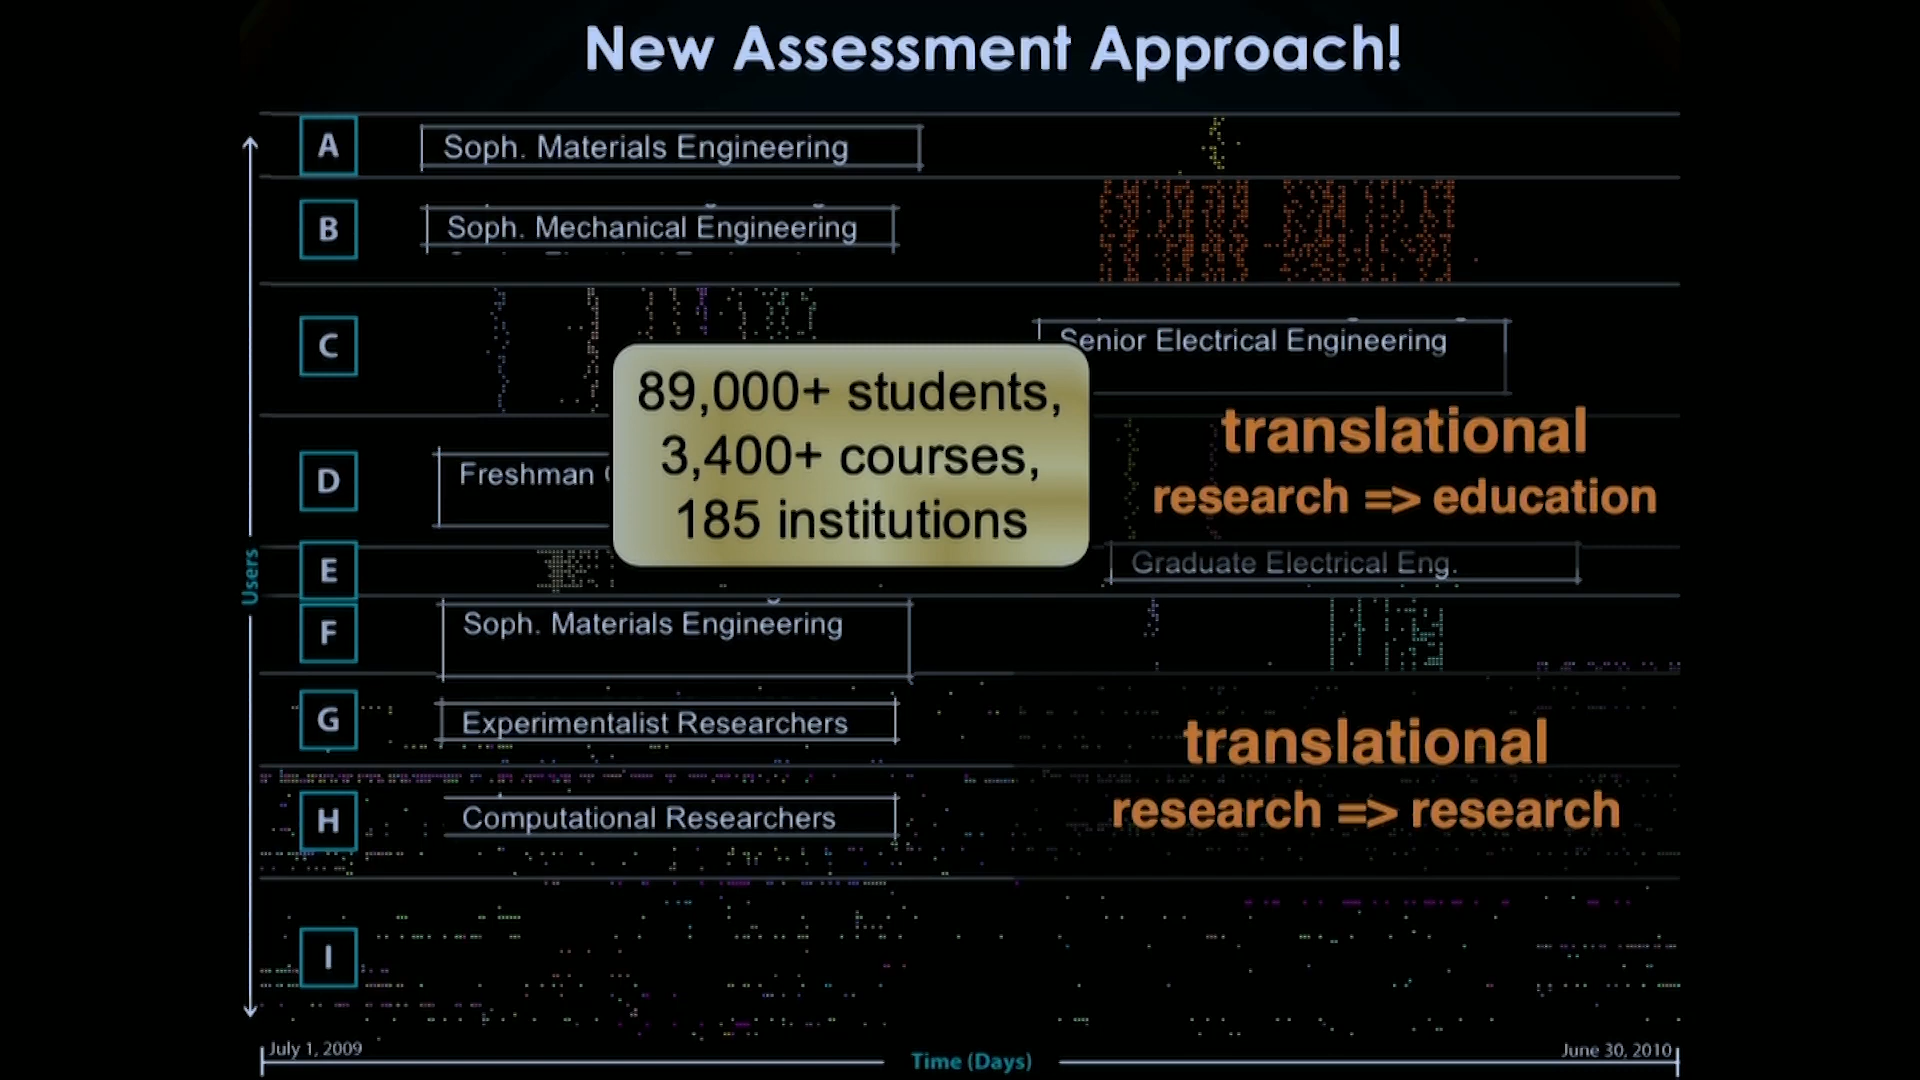 New Assessment Approach!
A
Soph. Materials Engineering
B
Soph. Mechanical Engineering
C
Senior Electrical Engineering
89,000+ students,
3,400+ courses,
185 institutions
translational
research => education
D
Freshman
E
Graduate Electrical Eng.
F
Soph. Materials Engineering
G
Experimentalist Researchers
translational
research => research
H
Computational Researchers
I
Users
July 1, 2009
Time (Days)
June 30, 2010